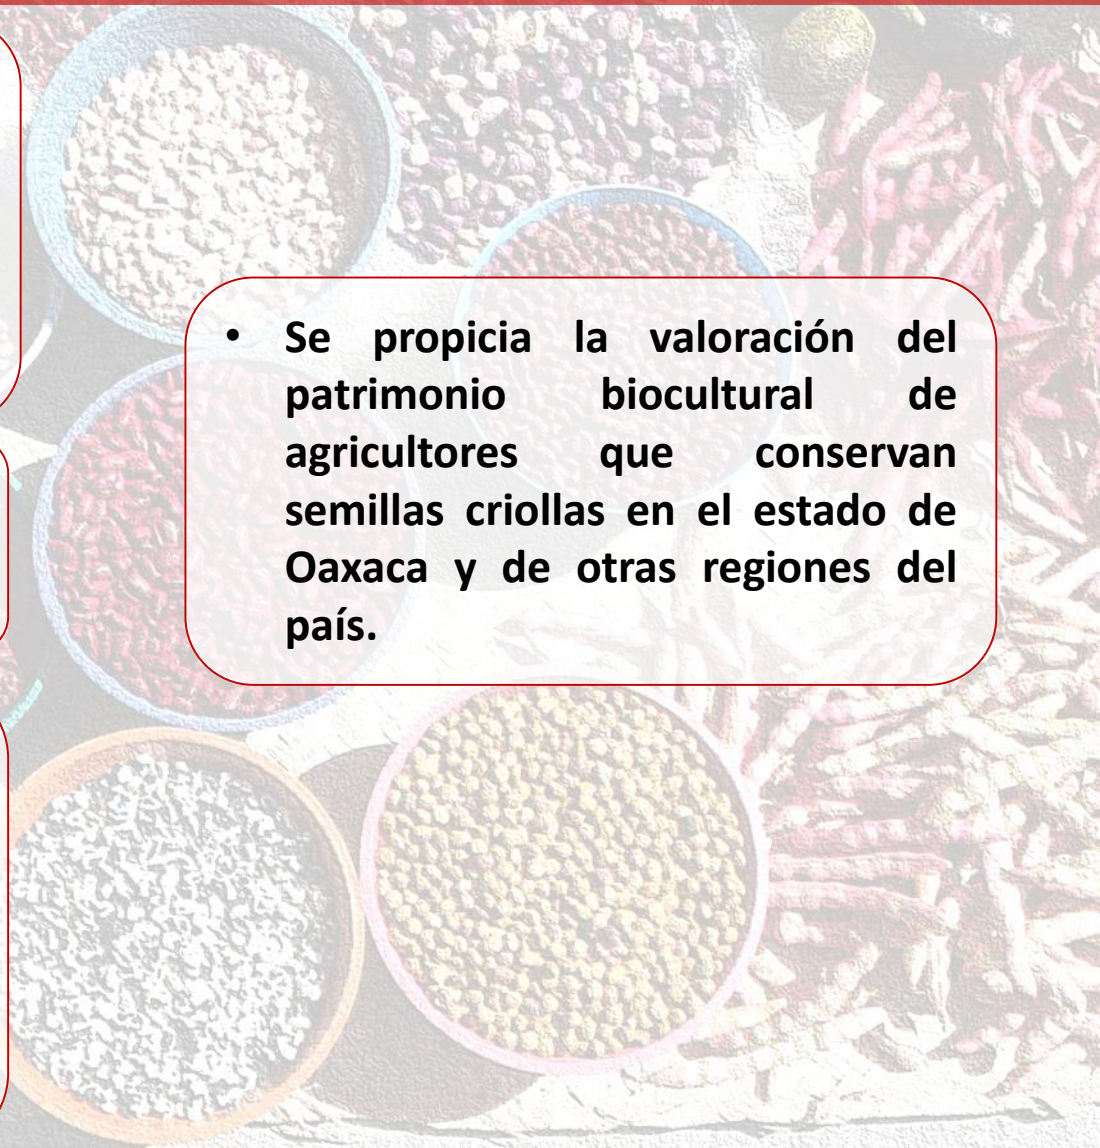 • Se propicia la valoración del
patrimonio biocultural de
agricultores que conservan
semillas criollas en el estado de
Oaxaca y de otras regiones del
país.